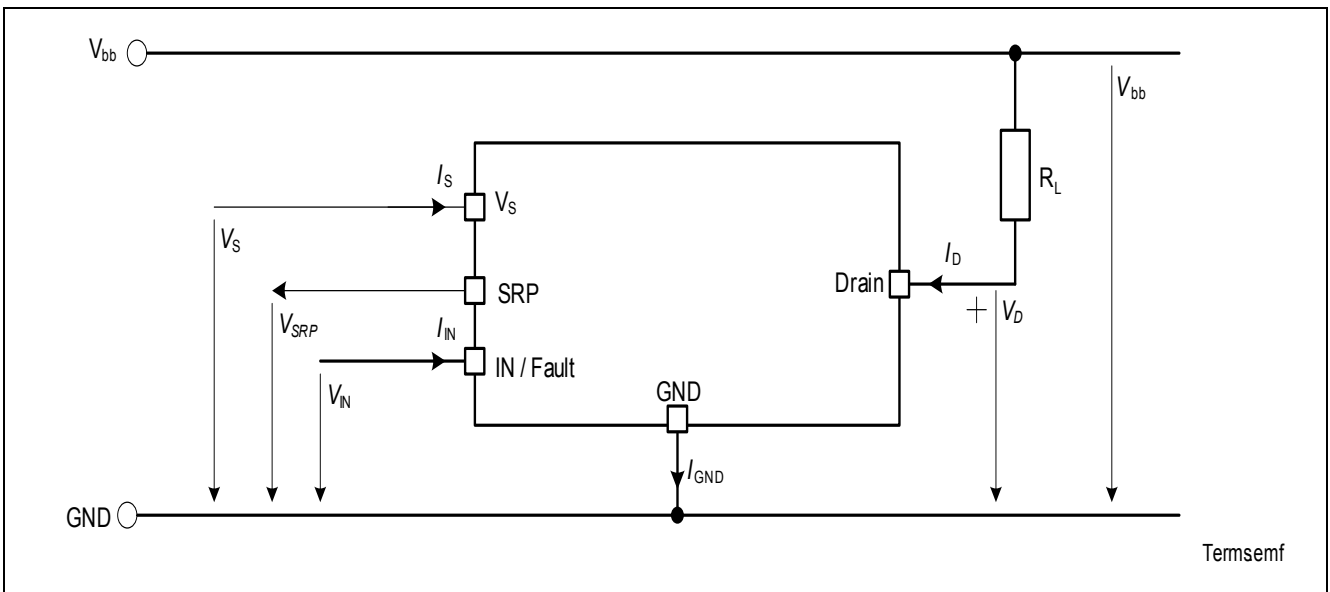 Vbb
Vbb
RL
IS
VS
VS
ID
Drain
SRP
+ VD
VSRP
IIN
IN / Fault
VIN
GND
IGND
GND
Termsemf